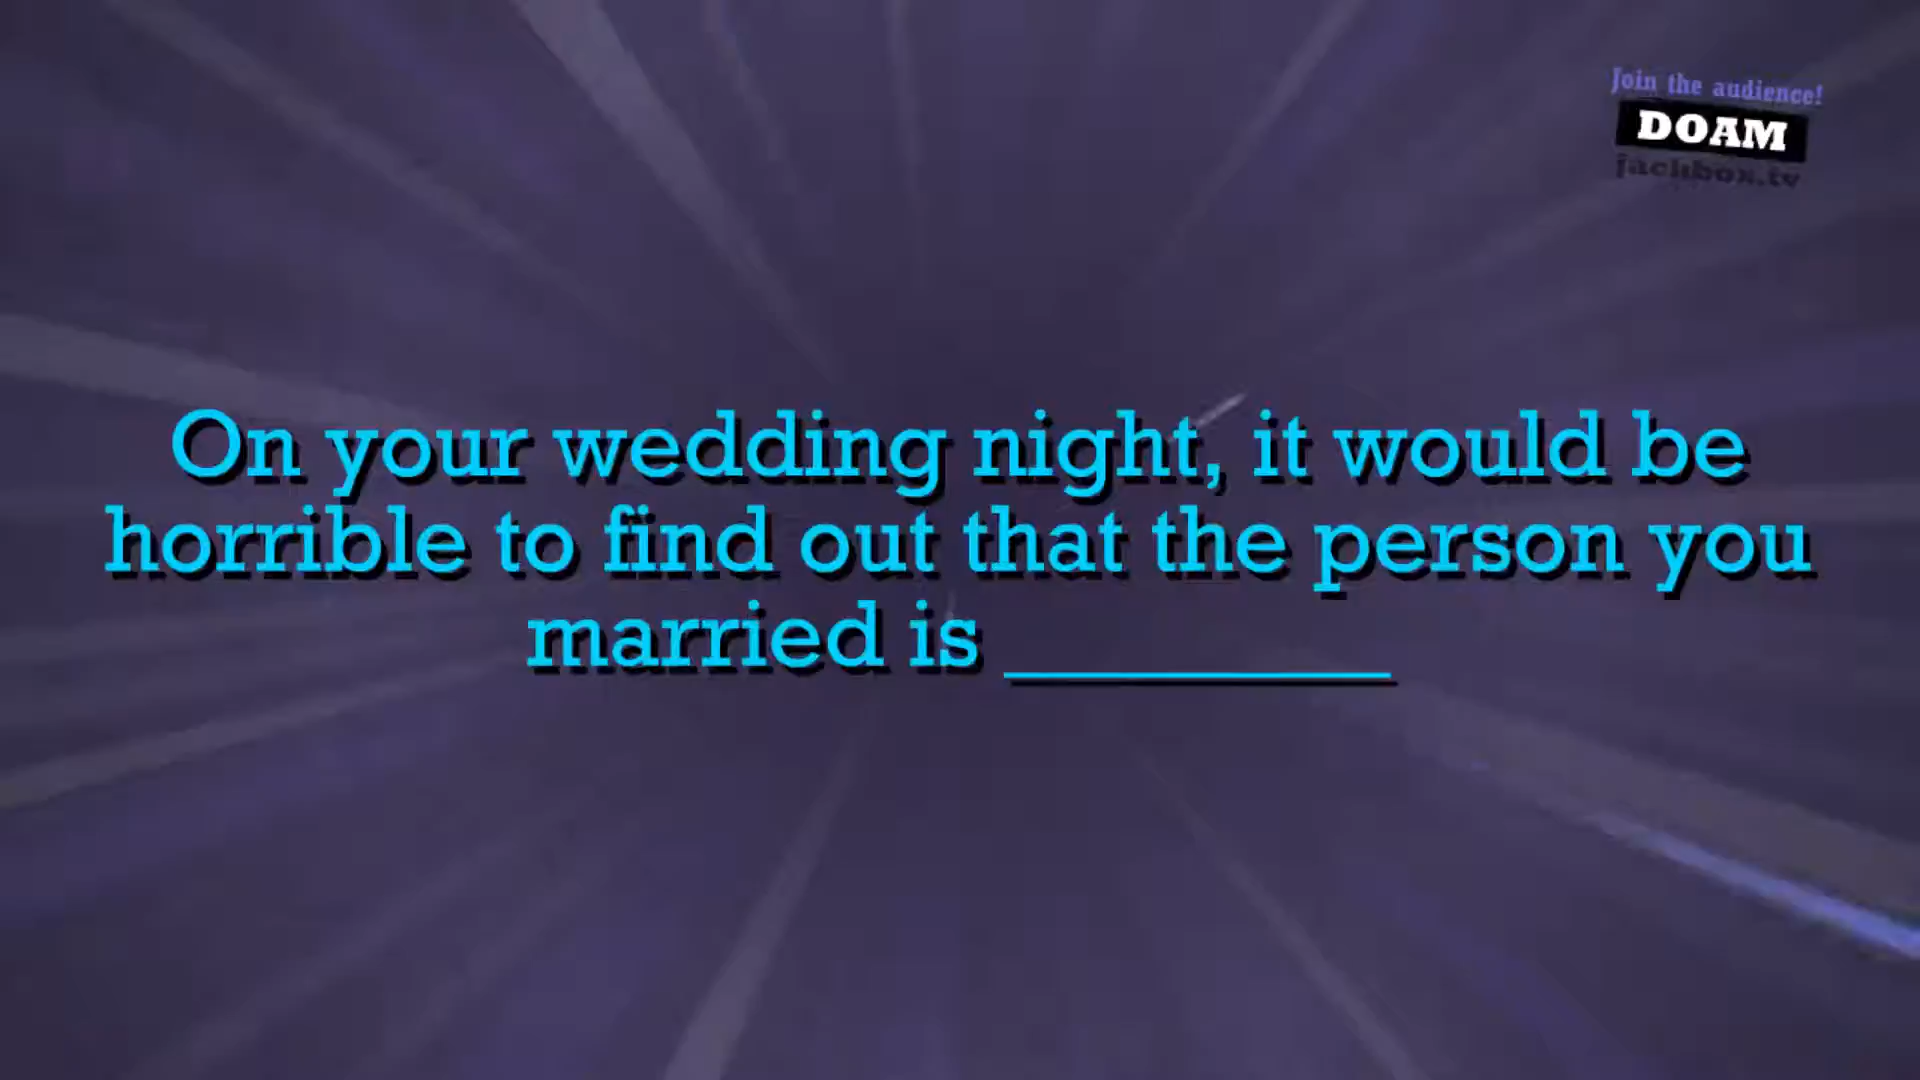 Join the audience!
DOAM
jackbox.tv
On your wedding night, it would be
horrible to find out that the person you
married is __________